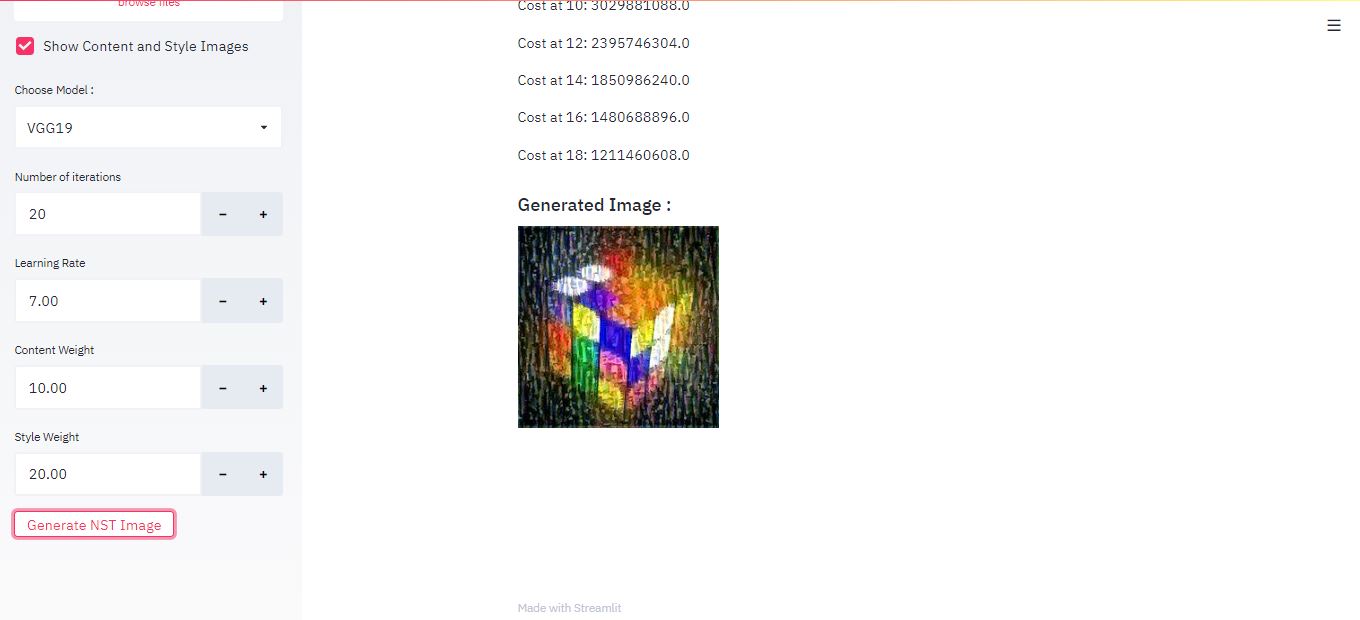 browse files
Show Content and Style Images
Choose Model :
VGG19
Number of iterations
20
Learning Rate
7.00
Content Weight
10.00
Style Weight
20.00
Generate NST Image
Cost at 10: 3029881088.0
Cost at 12: 2395746304.0
Cost at 14: 1850986240.0
Cost at 16: 1480688896.0
Cost at 18: 1211460608.0
Generated Image :
Made with Streamlit